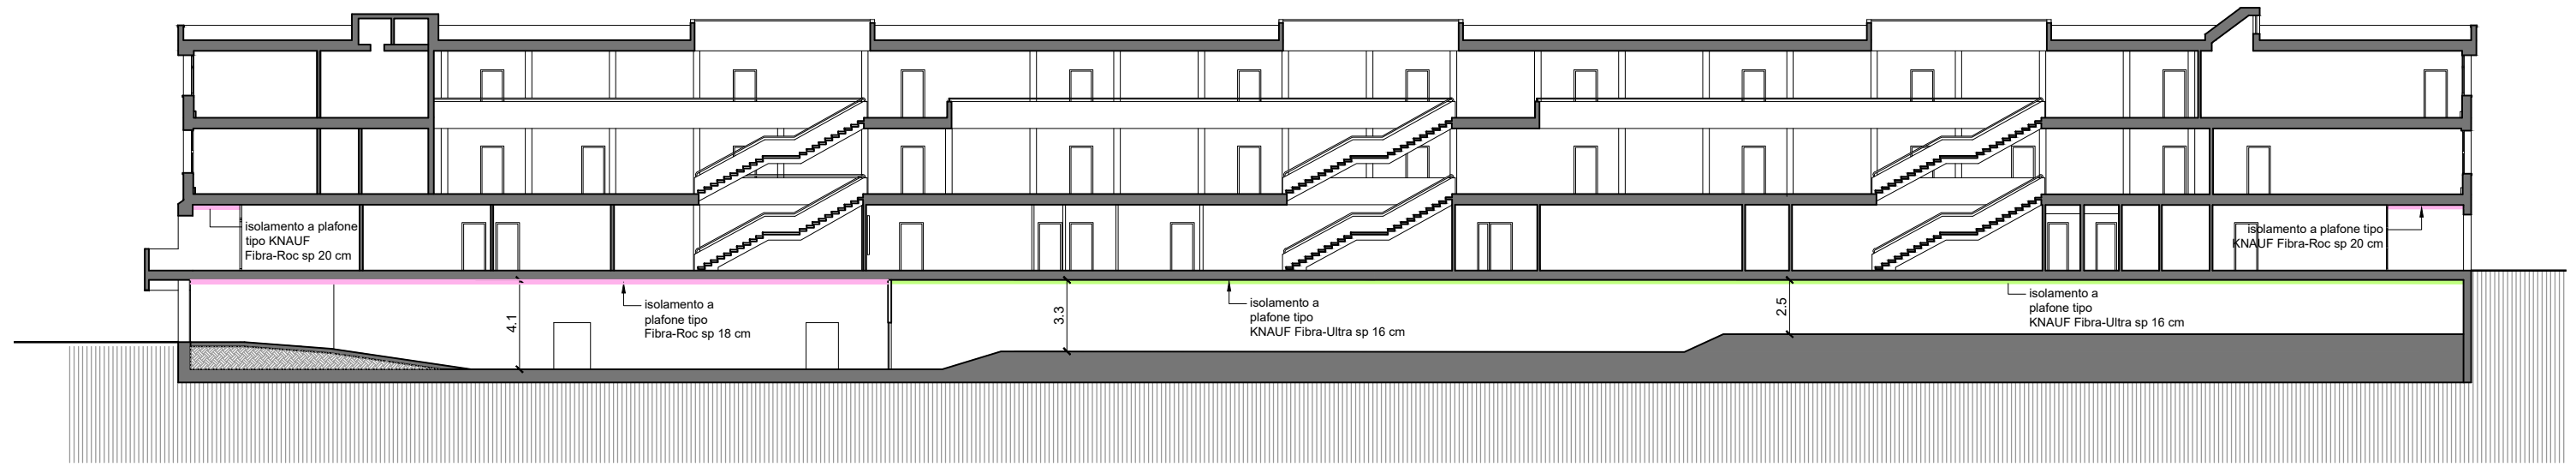 isolamento a plafone
tipo KNAUF
Fibra-Roc sp 20 cm
isolamento a plafone tipo
KNAUF Fibra-Roc sp 20 cm
4.1
isolamento a
plafone tipo
Fibra-Roc sp 18 cm
3.3
isolamento a
plafone tipo
KNAUF Fibra-Ultra sp 16 cm
2.5
isolamento a
plafone tipo
KNAUF Fibra-Ultra sp 16 cm